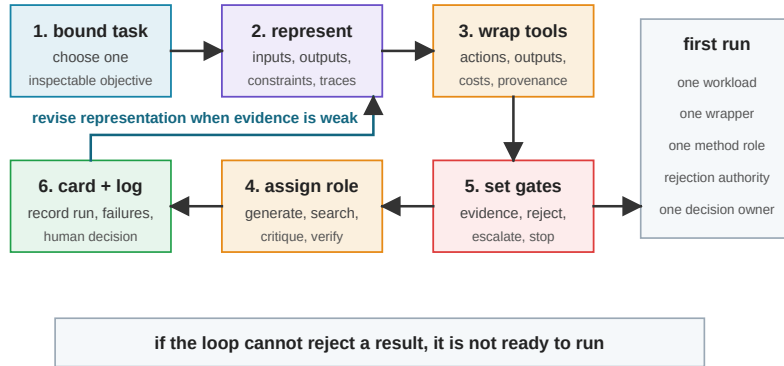 1. bound task
choose one
inspectable objective
2. represent
inputs, outputs,
constraints, traces
3. wrap tools
actions, outputs,
costs, provenance
first run
one workload
one wrapper
one method role
rejection authority
one decision owner
revise representation when evidence is weak
6. card + log
record run, failures,
human decision
4. assign role
generate, search,
critique, verify
5. set gates
evidence, reject,
escalate, stop
if the loop cannot reject a result, it is not ready to run